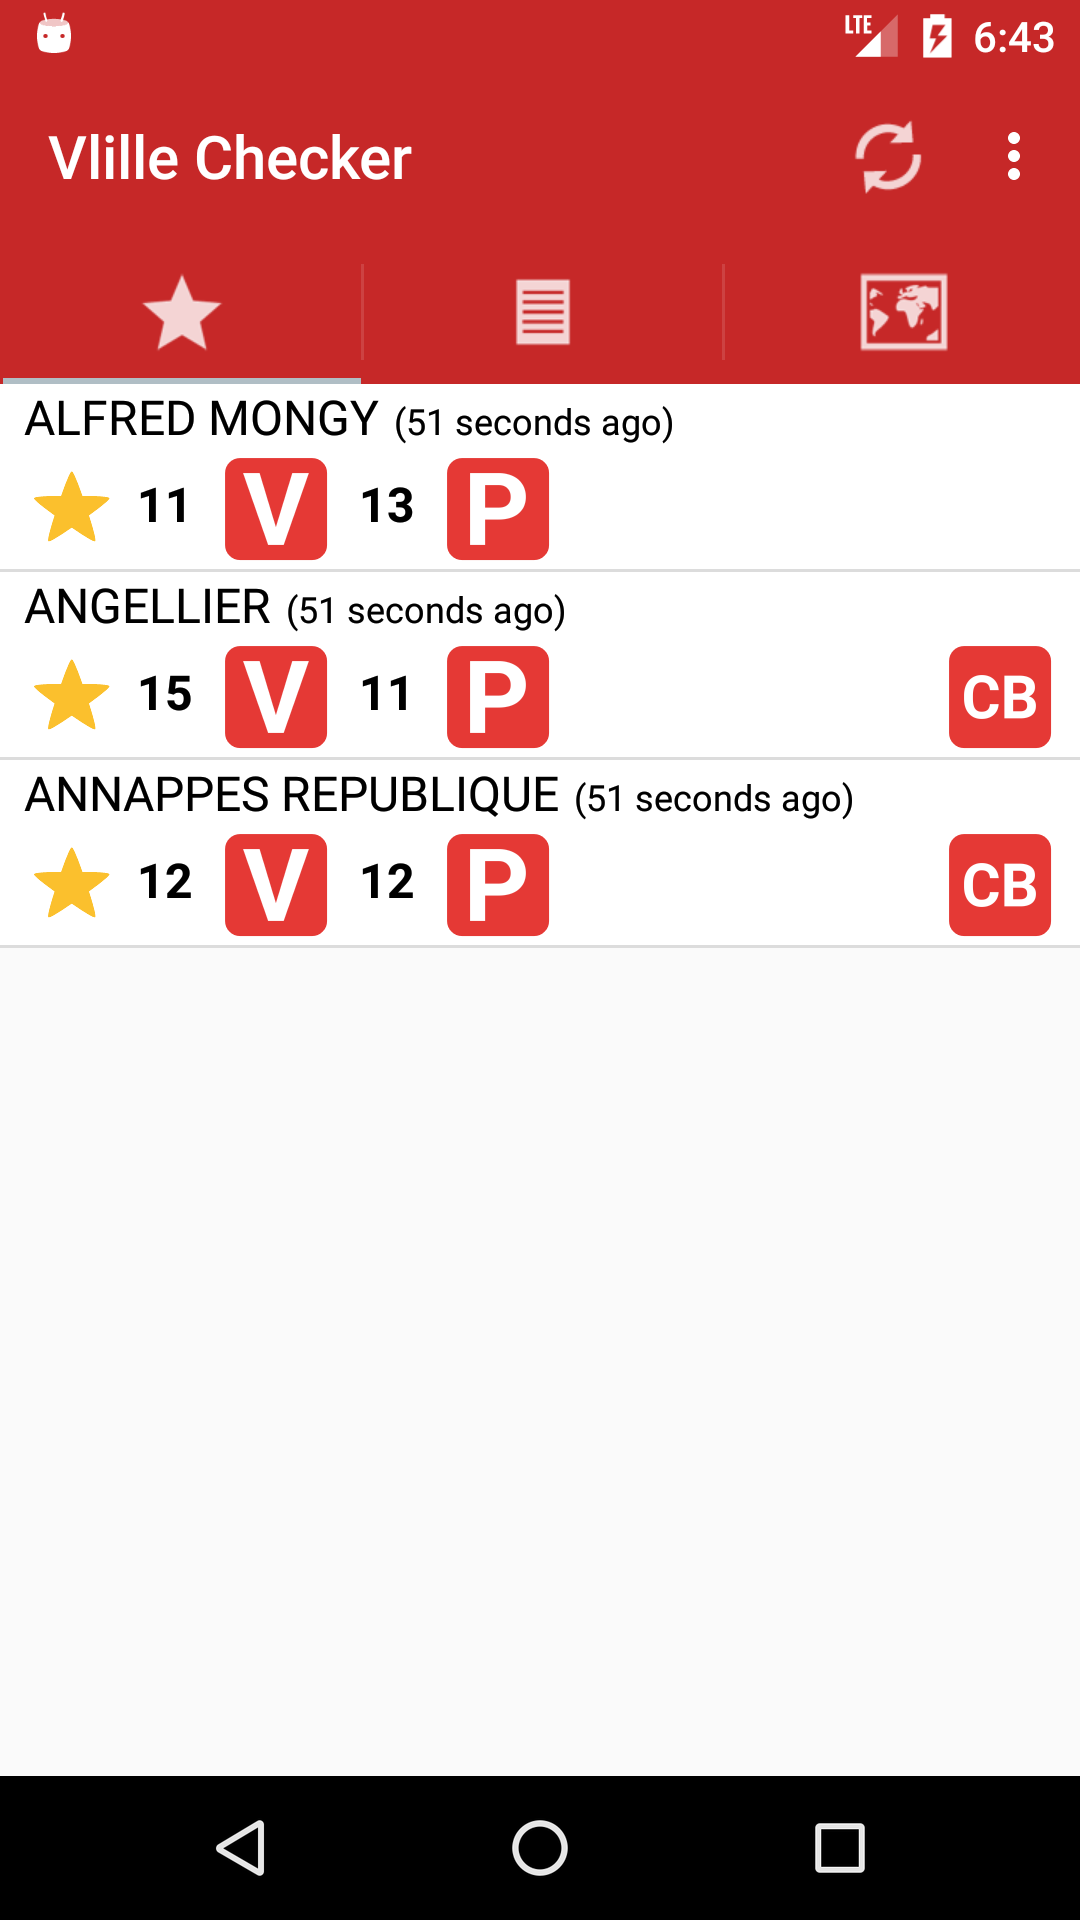 LTE 6:43
Vlille Checker
ALFRED MONGY (51 seconds ago)
11 V 13 P
ANGELLIER (51 seconds ago)
15 V 11 P CB
ANNAPPES REPUBLIQUE (51 seconds ago)
12 V 12 P CB